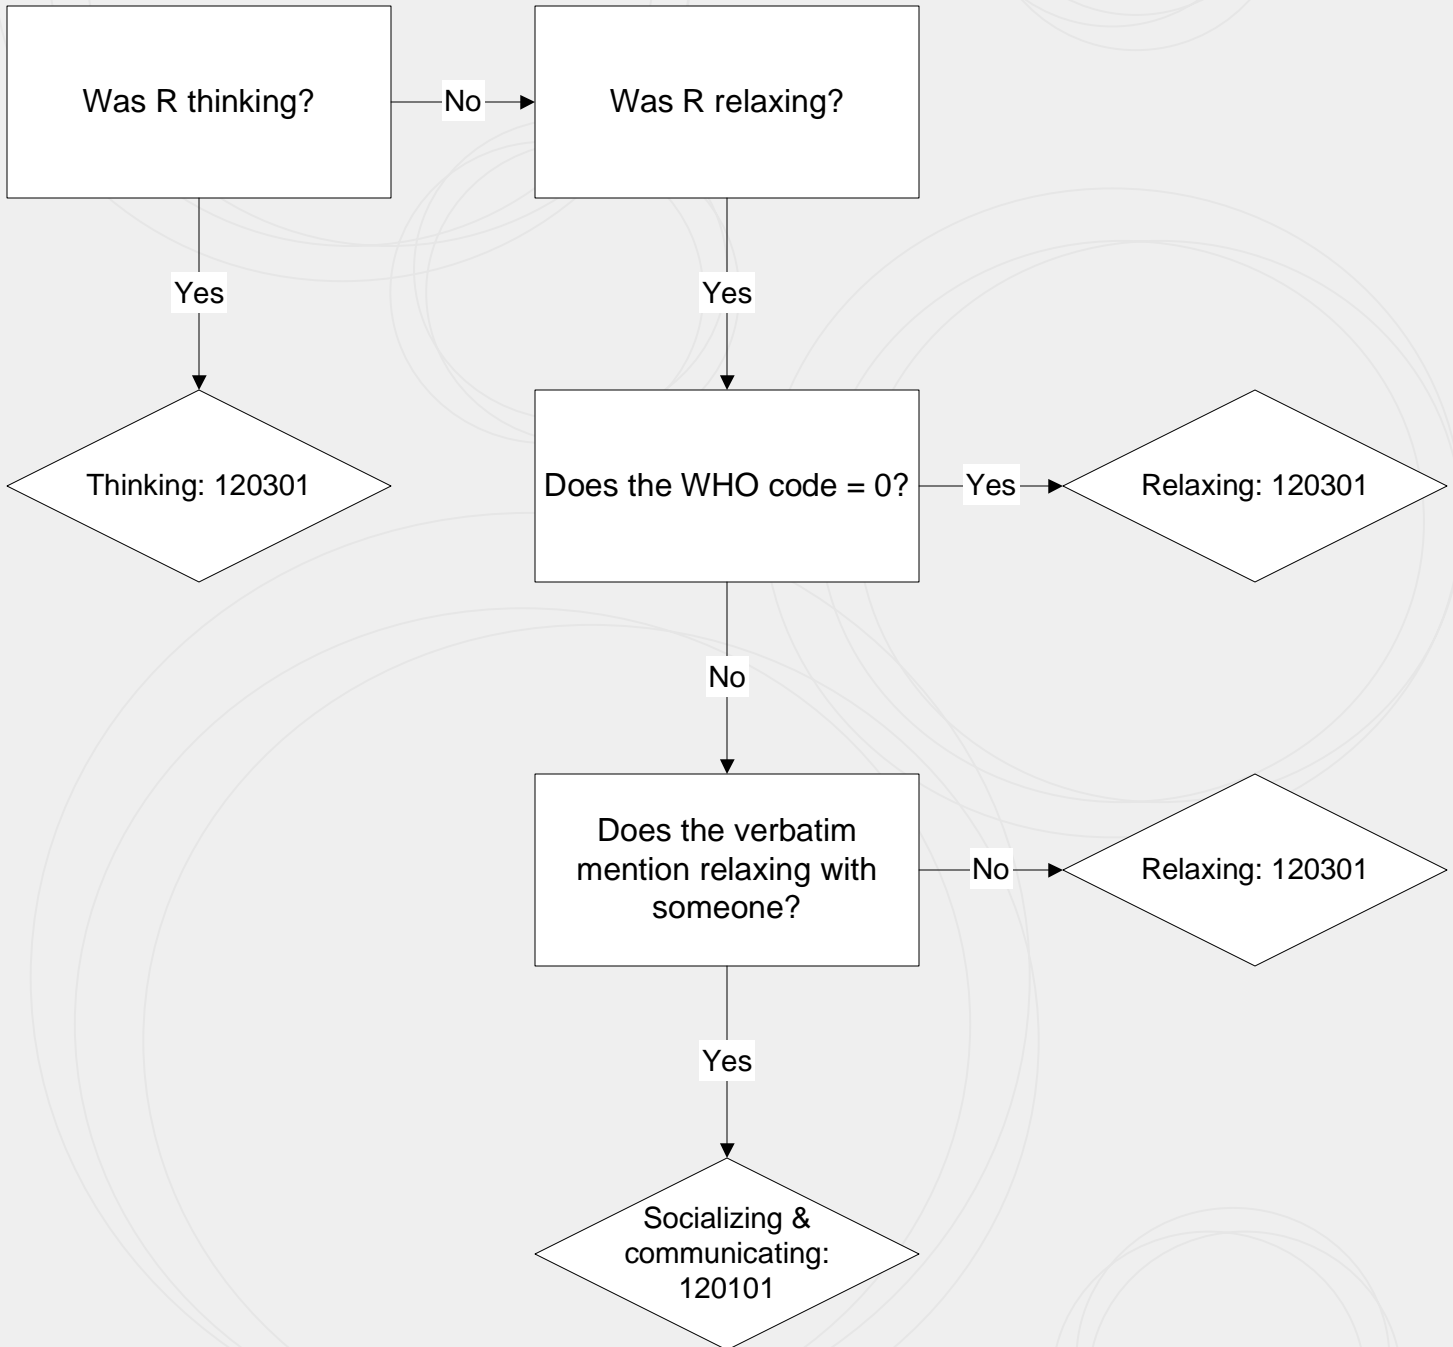 Was R thinking?
No
Was R relaxing?
Yes
Yes
Thinking: 120301
Does the WHO code = 0?
Yes
Relaxing: 120301
No
Does the verbatim
mention relaxing with
someone?
No
Relaxing: 120301
Yes
Socializing &
communicating:
120101